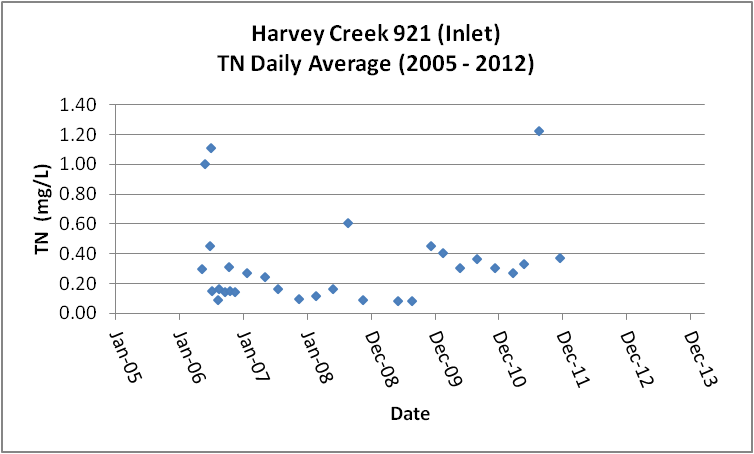 Harvey Creek 921 (Inlet)
TN Daily Average (2005 - 2012)
TN (mg/L)
1.40
1.20
1.00
0.80
0.60
0.40
0.20
0.00
Jan-05
Jan-06
Jan-07
Jan-08
Dec-08
Dec-09
Dec-10
Dec-11
Dec-12
Dec-13
Date